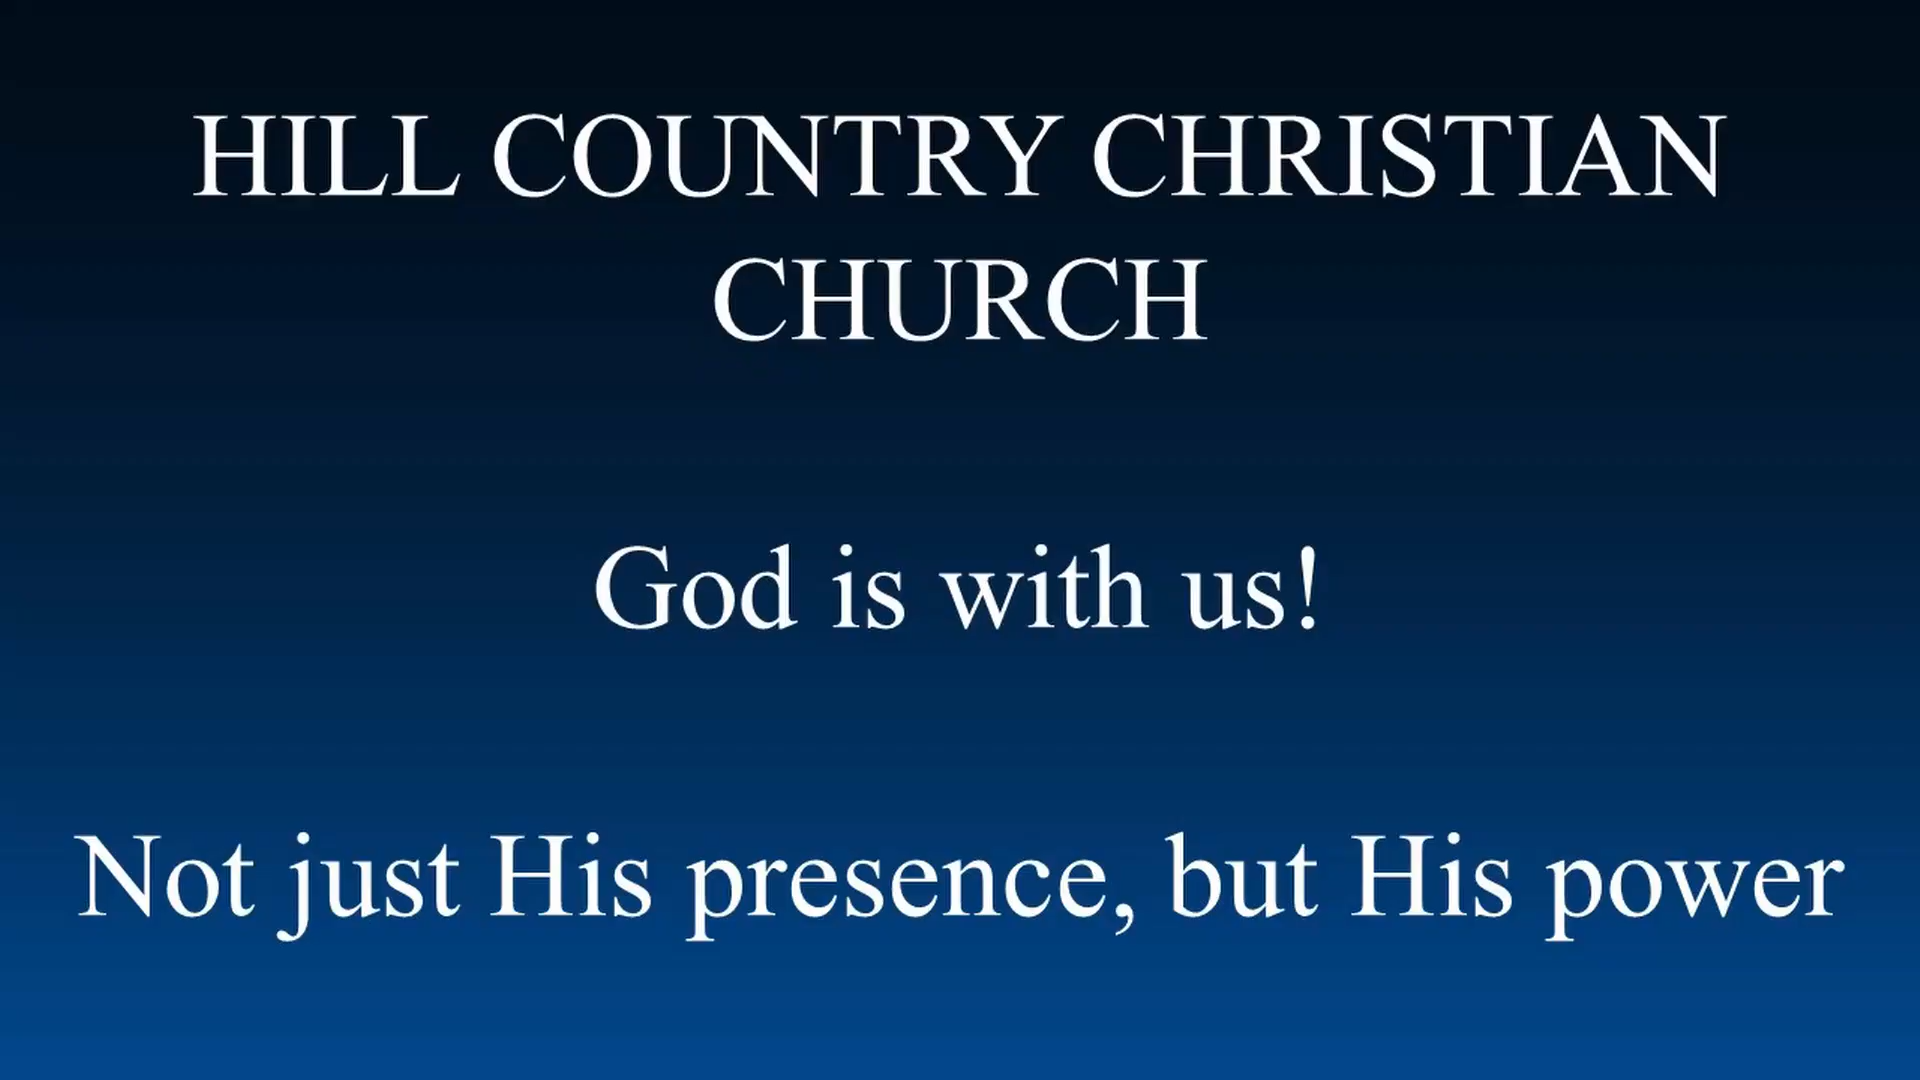 HILL COUNTRY CHRISTIAN
CHURCH
God is with us!
Not just His presence, but His power